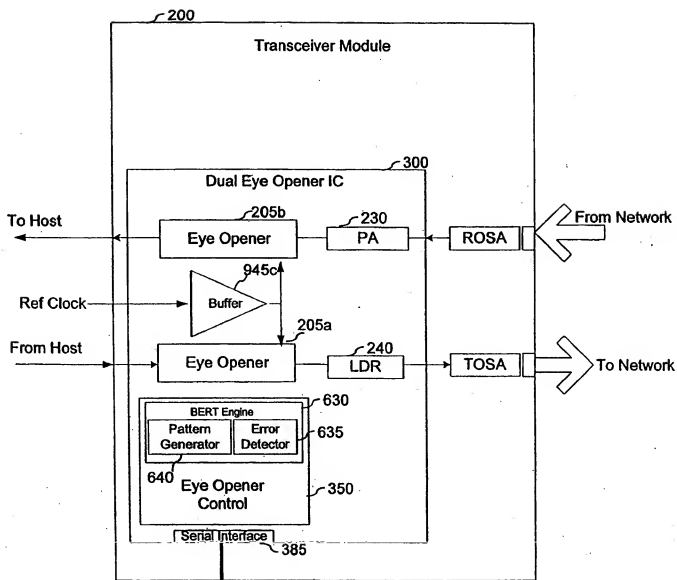 200
Transceiver Module
300
Dual Eye Opener IC
205b
230
To Host
Eye Opener
PA
ROSA
From Network
945c
Ref Clock
Buffer
205a
From Host
240
Eye Opener
LDR
TOSA
To Network
BERT Engine
630
Pattern
Generator
Error
Detector
635
640
Eye Opener
Control
350
Serial Interface
385